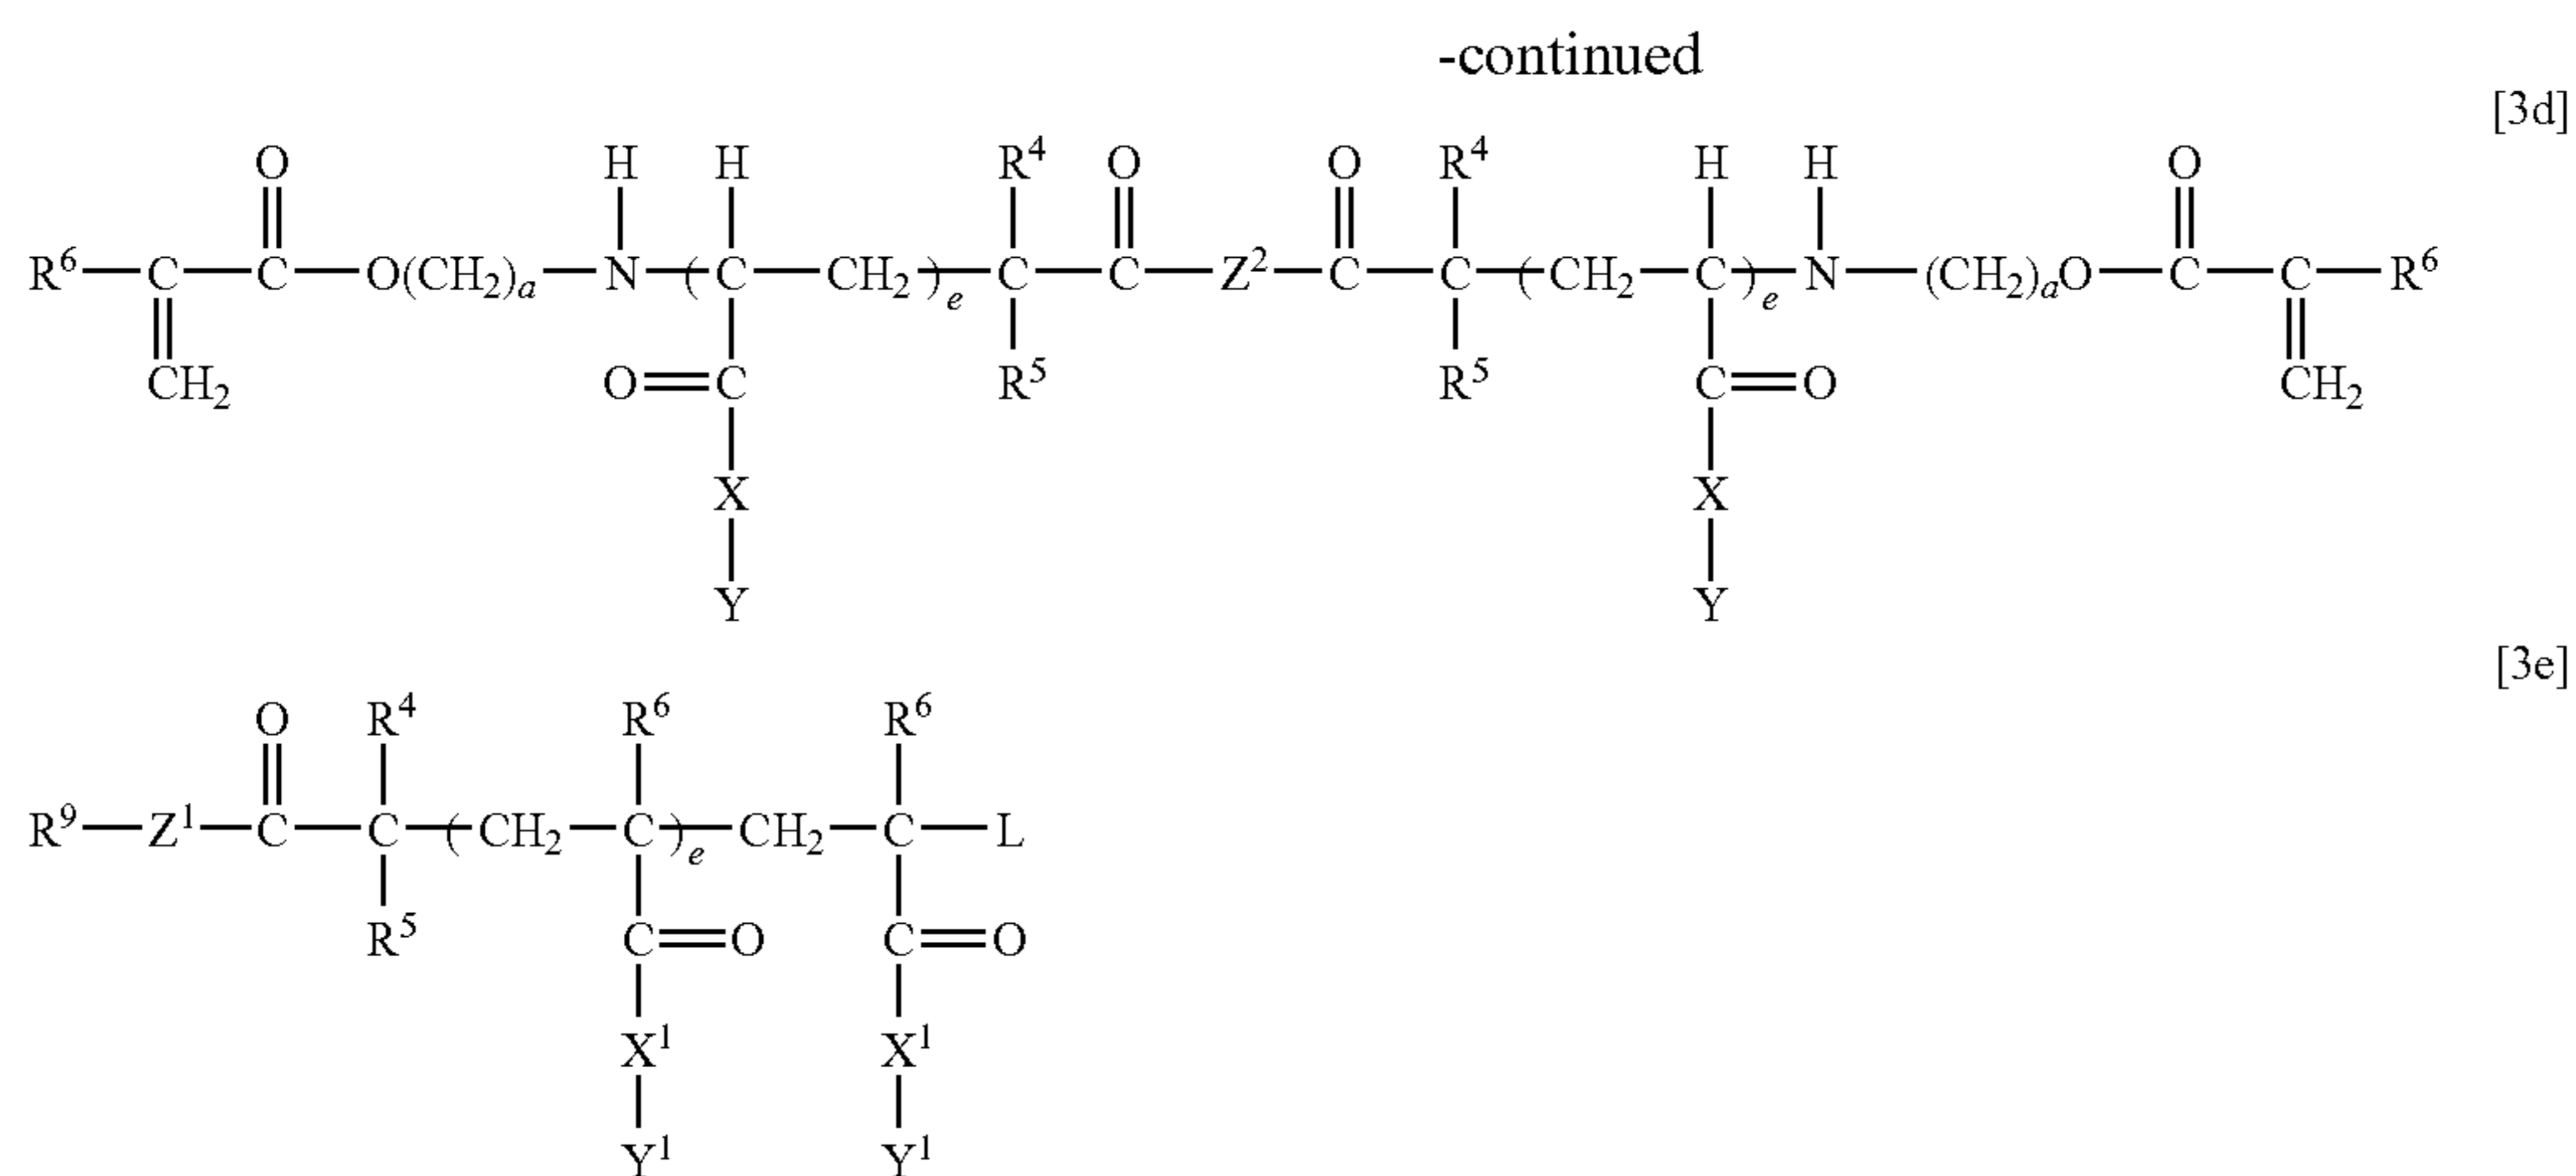 -continued
[3d]
O H H R⁴ O O R⁴ H H O
R⁶—C—C—O(CH₂)ₐ—N—(C—CH₂)ₑ—C—C—Z²—C—C—(CH₂—C)ₑ—N—(CH₂)ₐO—C—C—R⁶
CH₂ O=C R⁵ R⁵ C=O CH₂
X X
Y Y
[3e]
O R⁴ R⁶ R⁶
R⁹—Z¹—C—C—(CH₂—C)ₑ—CH₂—C—L
R⁵ C=O C=O
X¹ X¹
Y¹ Y¹